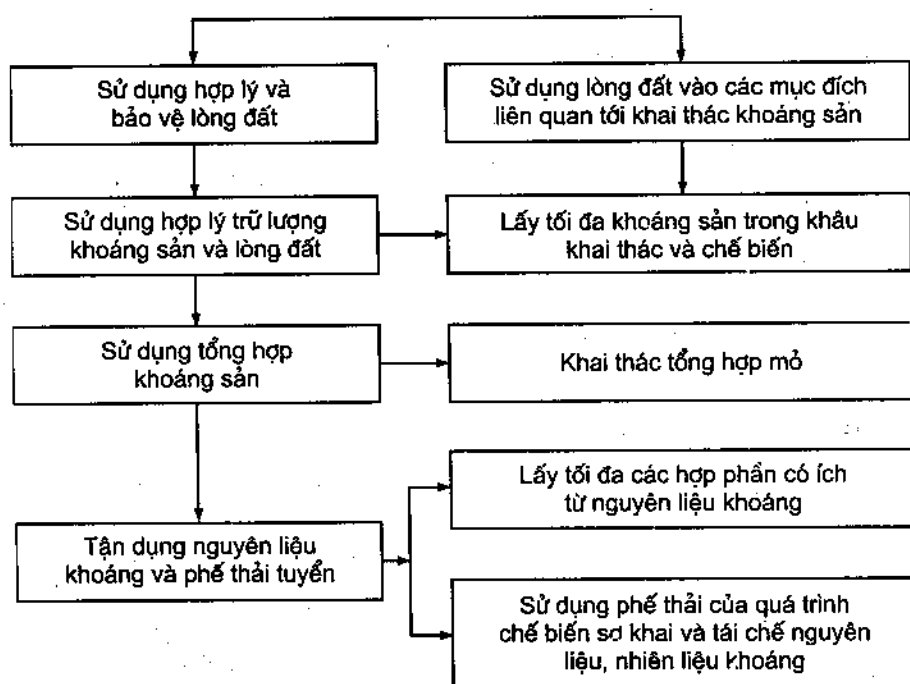 Sử dụng hợp lý và
bảo vệ lòng đất
Sử dụng lòng đất vào các mục đích
liên quan tới khai thác khoáng sản
Sử dụng hợp lý trữ lượng
khoáng sản và lòng đất
Lấy tối đa khoáng sản trong khâu
khai thác và chế biến
Sử dụng tổng hợp
khoáng sản
Khai thác tổng hợp mỏ
Lấy tối đa các hợp phần có ích
từ nguyên liệu khoáng
Tận dụng nguyên liệu
khoáng và phế thải tuyển
Sử dụng phế thải của quá trình
chế biến sơ khai và tái chế nguyên
liệu, nhiên liệu khoáng